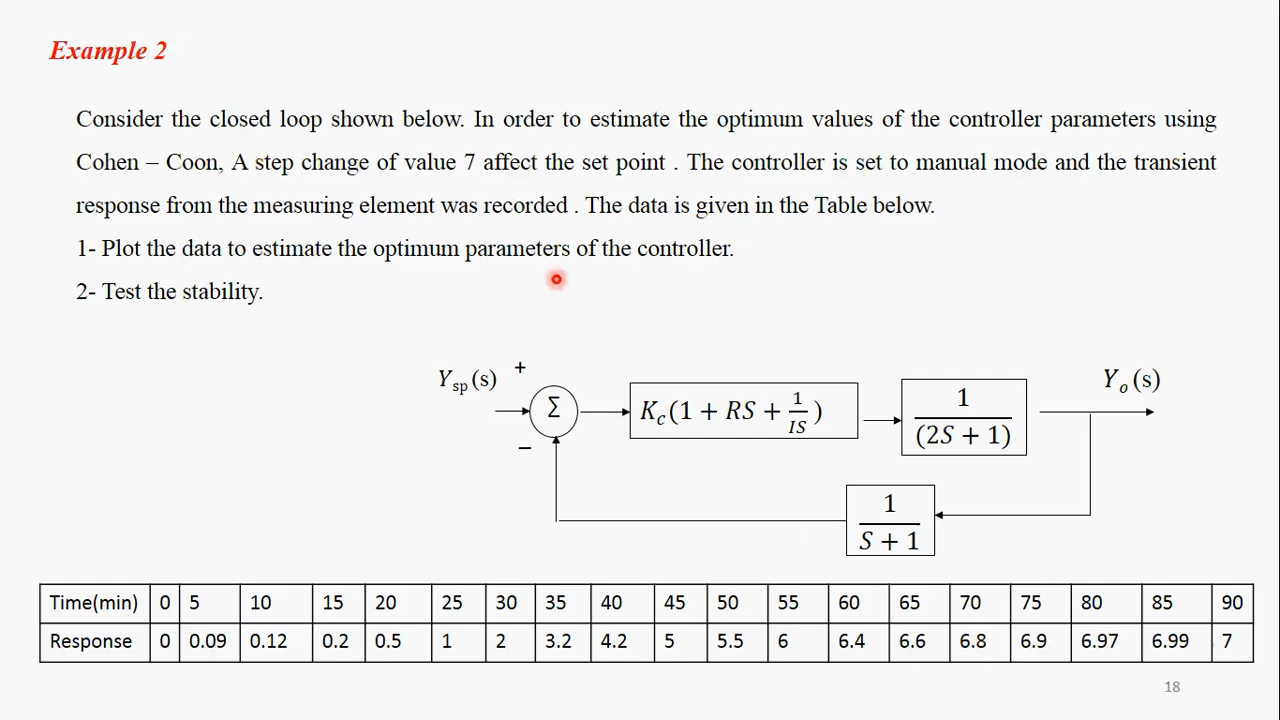 Example 2
Consider the closed loop shown below. In order to estimate the optimum values of the controller parameters using
Cohen – Coon, A step change of value 7 affect the set point . The controller is set to manual mode and the transient
response from the measuring element was recorded . The data is given in the Table below.
1- Plot the data to estimate the optimum parameters of the controller.
2- Test the stability.
Y_sp(s) + Σ − K_c(1 + RS + 1/IS) 1/(2S + 1) Y_o(s)
1/(S + 1)
Time(min) 0 5 10 15 20 25 30 35 40 45 50 55 60 65 70 75 80 85 90
Response 0 0.09 0.12 0.2 0.5 1 2 3.2 4.2 5 5.5 6 6.4 6.6 6.8 6.9 6.97 6.99 7
18